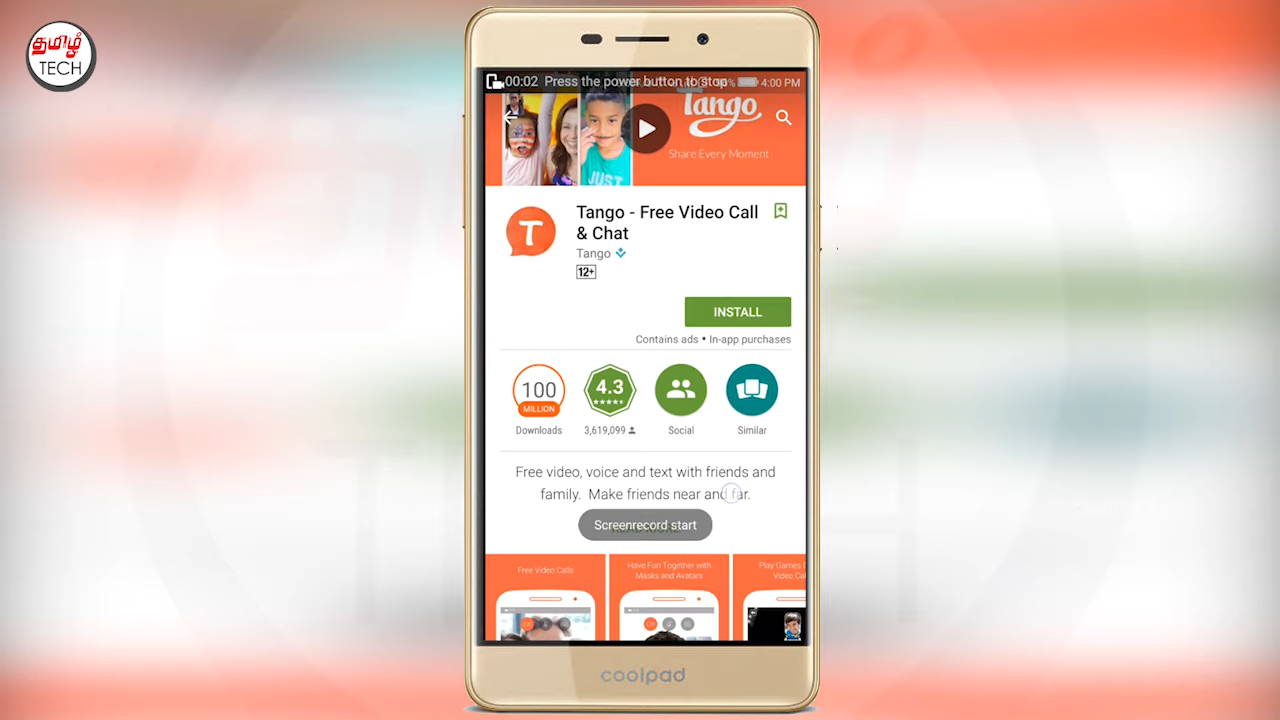 தமிழ்
TECH
00:02 Press the power button to stop
4:00 PM
Tango
Share Every Moment
JUST
T
Tango - Free Video Call
& Chat
Tango
12+
INSTALL
Contains ads • In-app purchases
100
MILLION
4.3
Downloads
3,619,099
Social
Similar
Free video, voice and text with friends and
family. Make friends near and far.
Screenrecord start
Free Video Calls
Have Fun Together with
Masks and Avatars
Play Games
Video Cal
coolpad